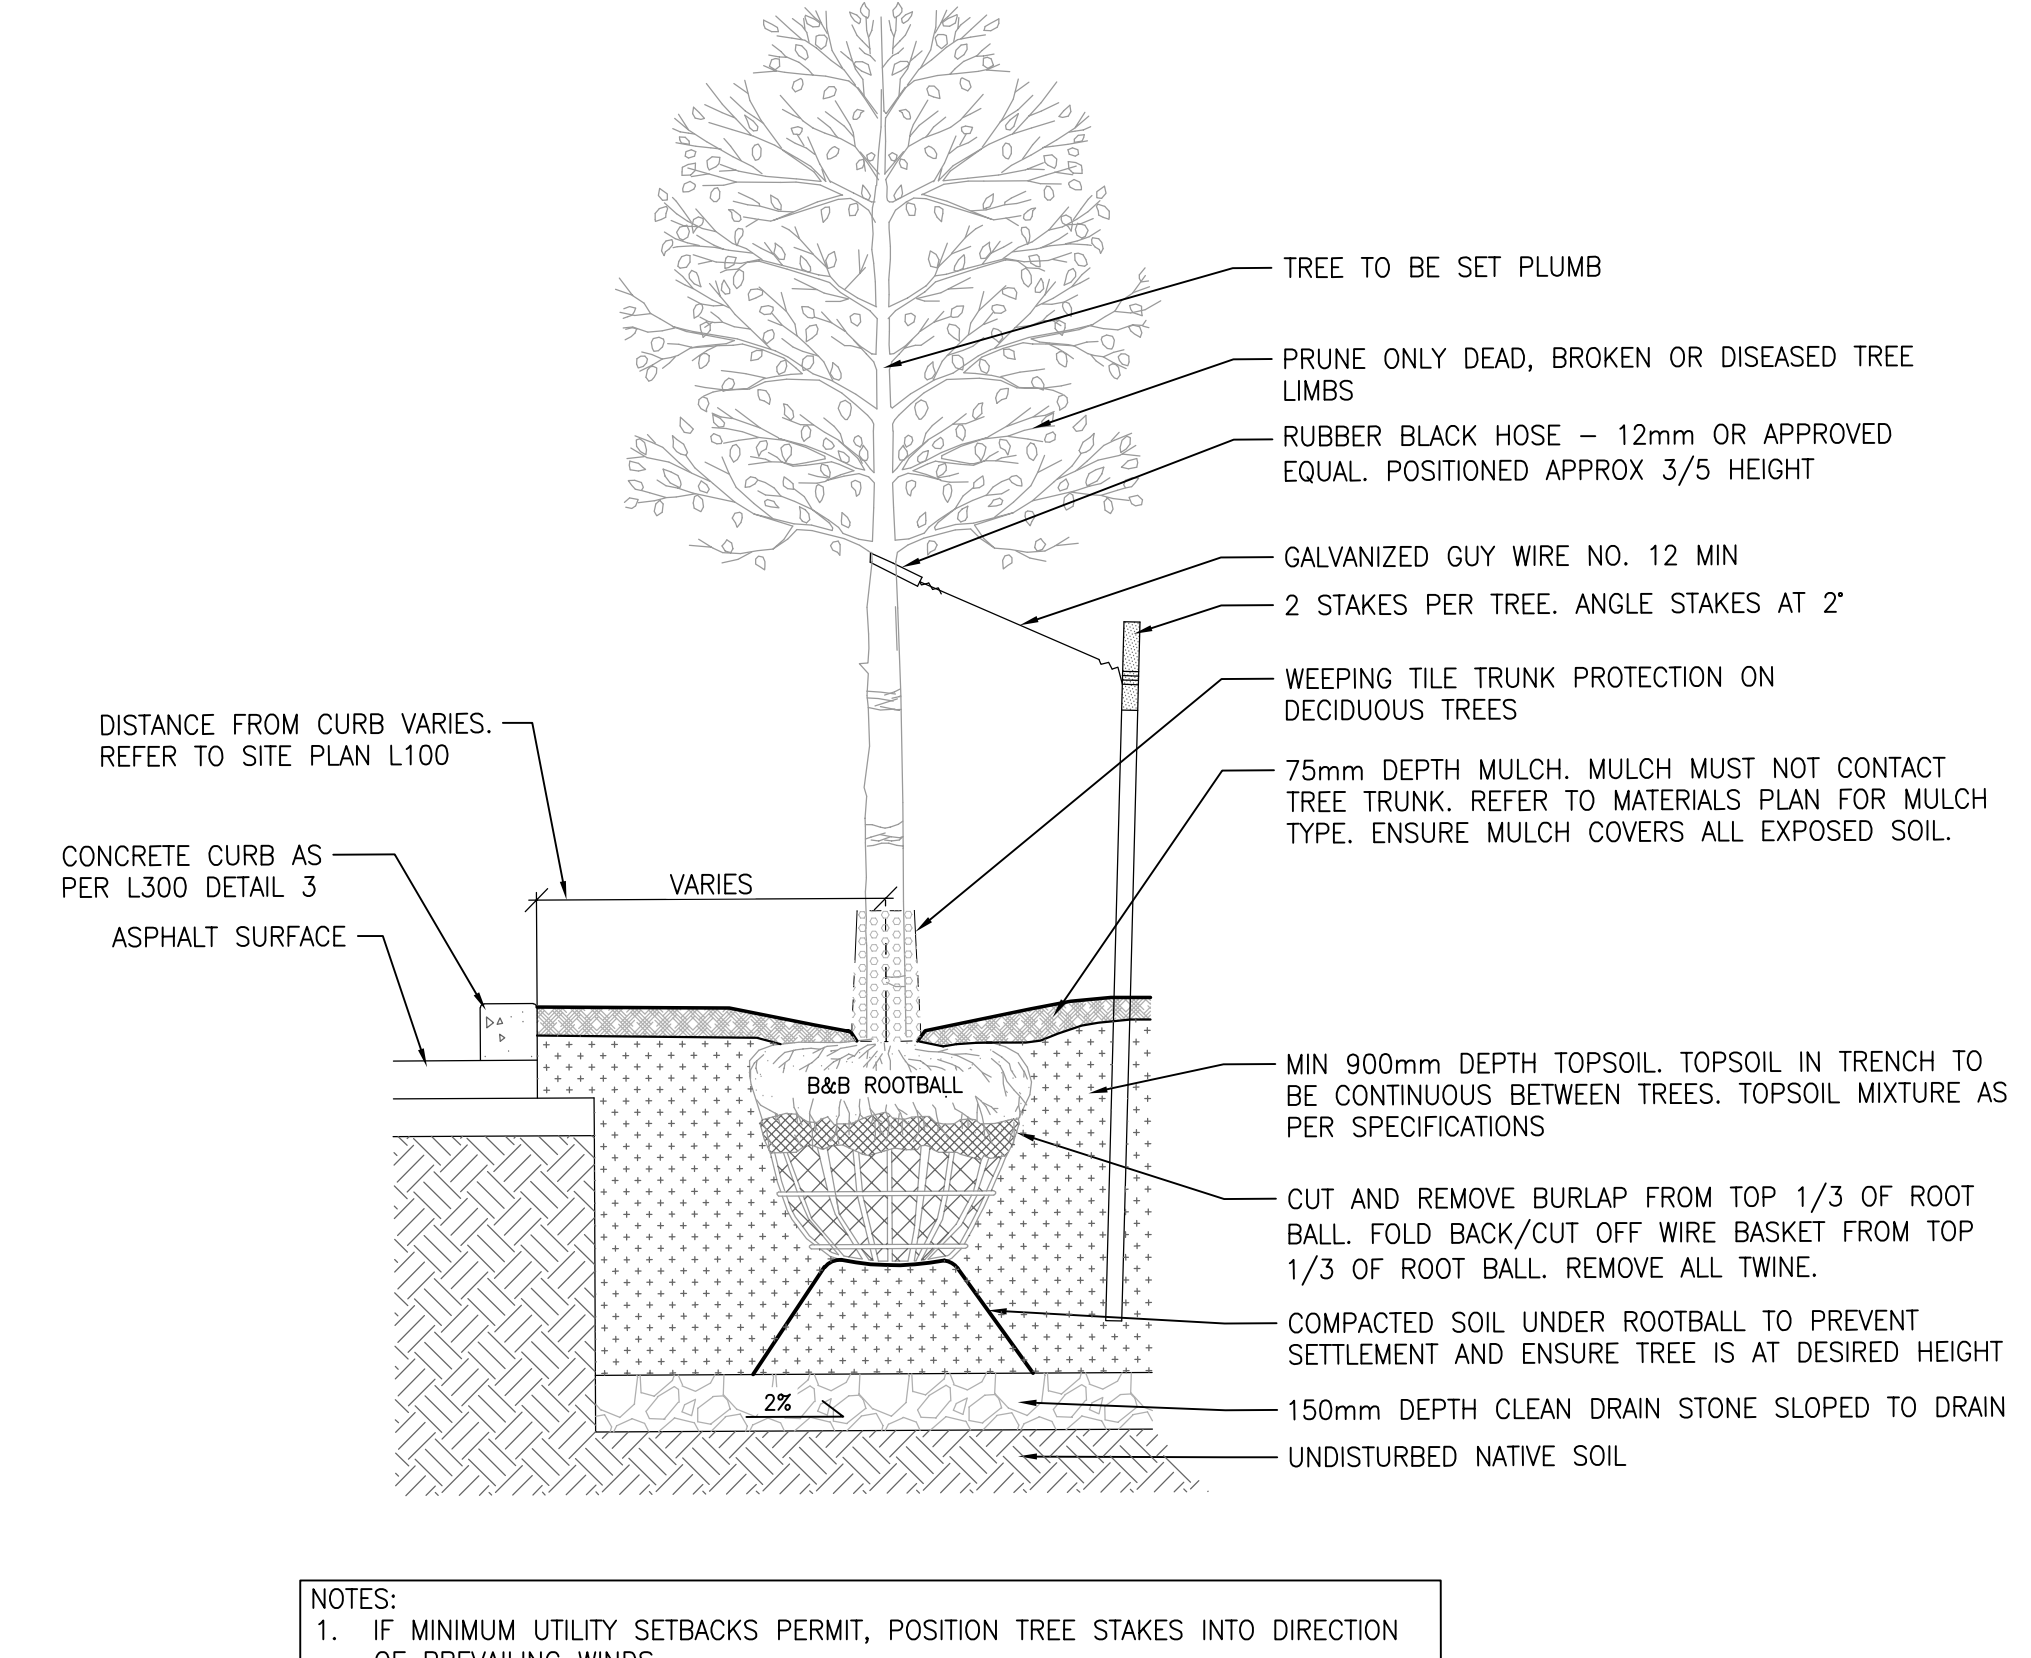 TREE TO BE SET PLUMB
PRUNE ONLY DEAD, BROKEN OR DISEASED TREE
LIMBS
RUBBER BLACK HOSE – 12mm OR APPROVED
EQUAL. POSITIONED APPROX 3/5 HEIGHT
GALVANIZED GUY WIRE NO. 12 MIN
2 STAKES PER TREE. ANGLE STAKES AT 2°
WEEPING TILE TRUNK PROTECTION ON
DECIDUOUS TREES
DISTANCE FROM CURB VARIES.
REFER TO SITE PLAN L100
75mm DEPTH MULCH. MULCH MUST NOT CONTACT
TREE TRUNK. REFER TO MATERIALS PLAN FOR MULCH
TYPE. ENSURE MULCH COVERS ALL EXPOSED SOIL.
CONCRETE CURB AS
PER L300 DETAIL 3
VARIES
ASPHALT SURFACE
B&B ROOTBALL
MIN 900mm DEPTH TOPSOIL. TOPSOIL IN TRENCH TO
BE CONTINUOUS BETWEEN TREES. TOPSOIL MIXTURE AS
PER SPECIFICATIONS
CUT AND REMOVE BURLAP FROM TOP 1/3 OF ROOT
BALL. FOLD BACK/CUT OFF WIRE BASKET FROM TOP
1/3 OF ROOT BALL. REMOVE ALL TWINE.
COMPACTED SOIL UNDER ROOTBALL TO PREVENT
SETTLEMENT AND ENSURE TREE IS AT DESIRED HEIGHT
2%
150mm DEPTH CLEAN DRAIN STONE SLOPED TO DRAIN
UNDISTURBED NATIVE SOIL
NOTES:
1. IF MINIMUM UTILITY SETBACKS PERMIT, POSITION TREE STAKES INTO DIRECTION
OF PREVAILING WINDS